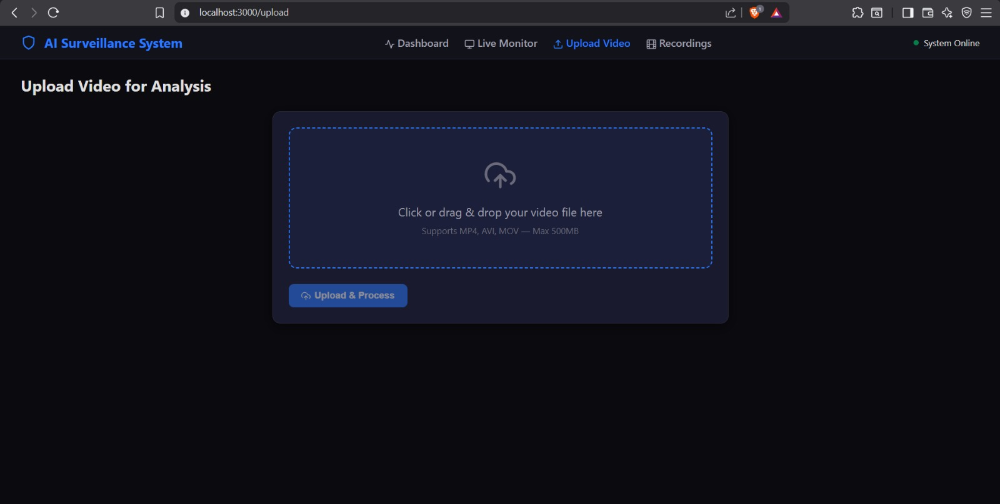 localhost:3000/upload
1
AI Surveillance System
Dashboard
Live Monitor
Upload Video
Recordings
System Online
Upload Video for Analysis
Click or drag & drop your video file here
Supports MP4, AVI, MOV — Max 500MB
Upload & Process